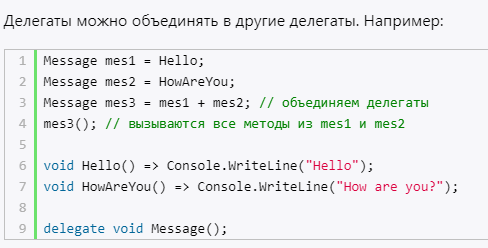 Делегаты можно объединять в другие делегаты. Например:
1 Message mes1 = Hello;
2 Message mes2 = HowAreYou;
3 Message mes3 = mes1 + mes2; // объединяем делегаты
4 mes3(); // вызываются все методы из mes1 и mes2
5
6 void Hello() => Console.WriteLine("Hello");
7 void HowAreYou() => Console.WriteLine("How are you?");
8
9 delegate void Message();